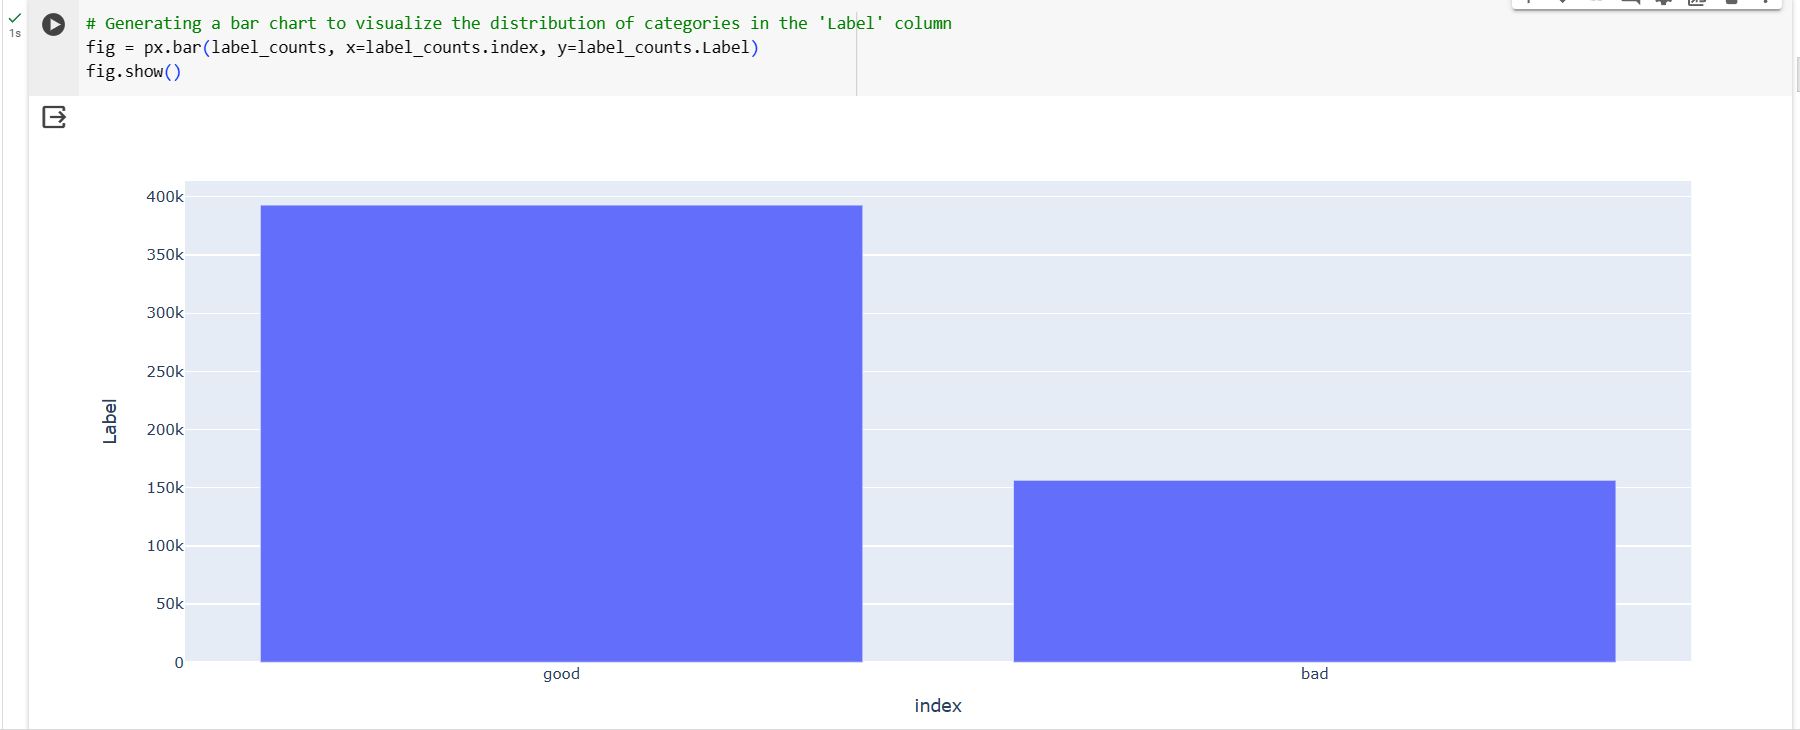 1s
# Generating a bar chart to visualize the distribution of categories in the 'Label' column
fig = px.bar(label_counts, x=label_counts.index, y=label_counts.Label)
fig.show()
400k
350k
300k
250k
200k
150k
100k
50k
0
Label
good
bad
index